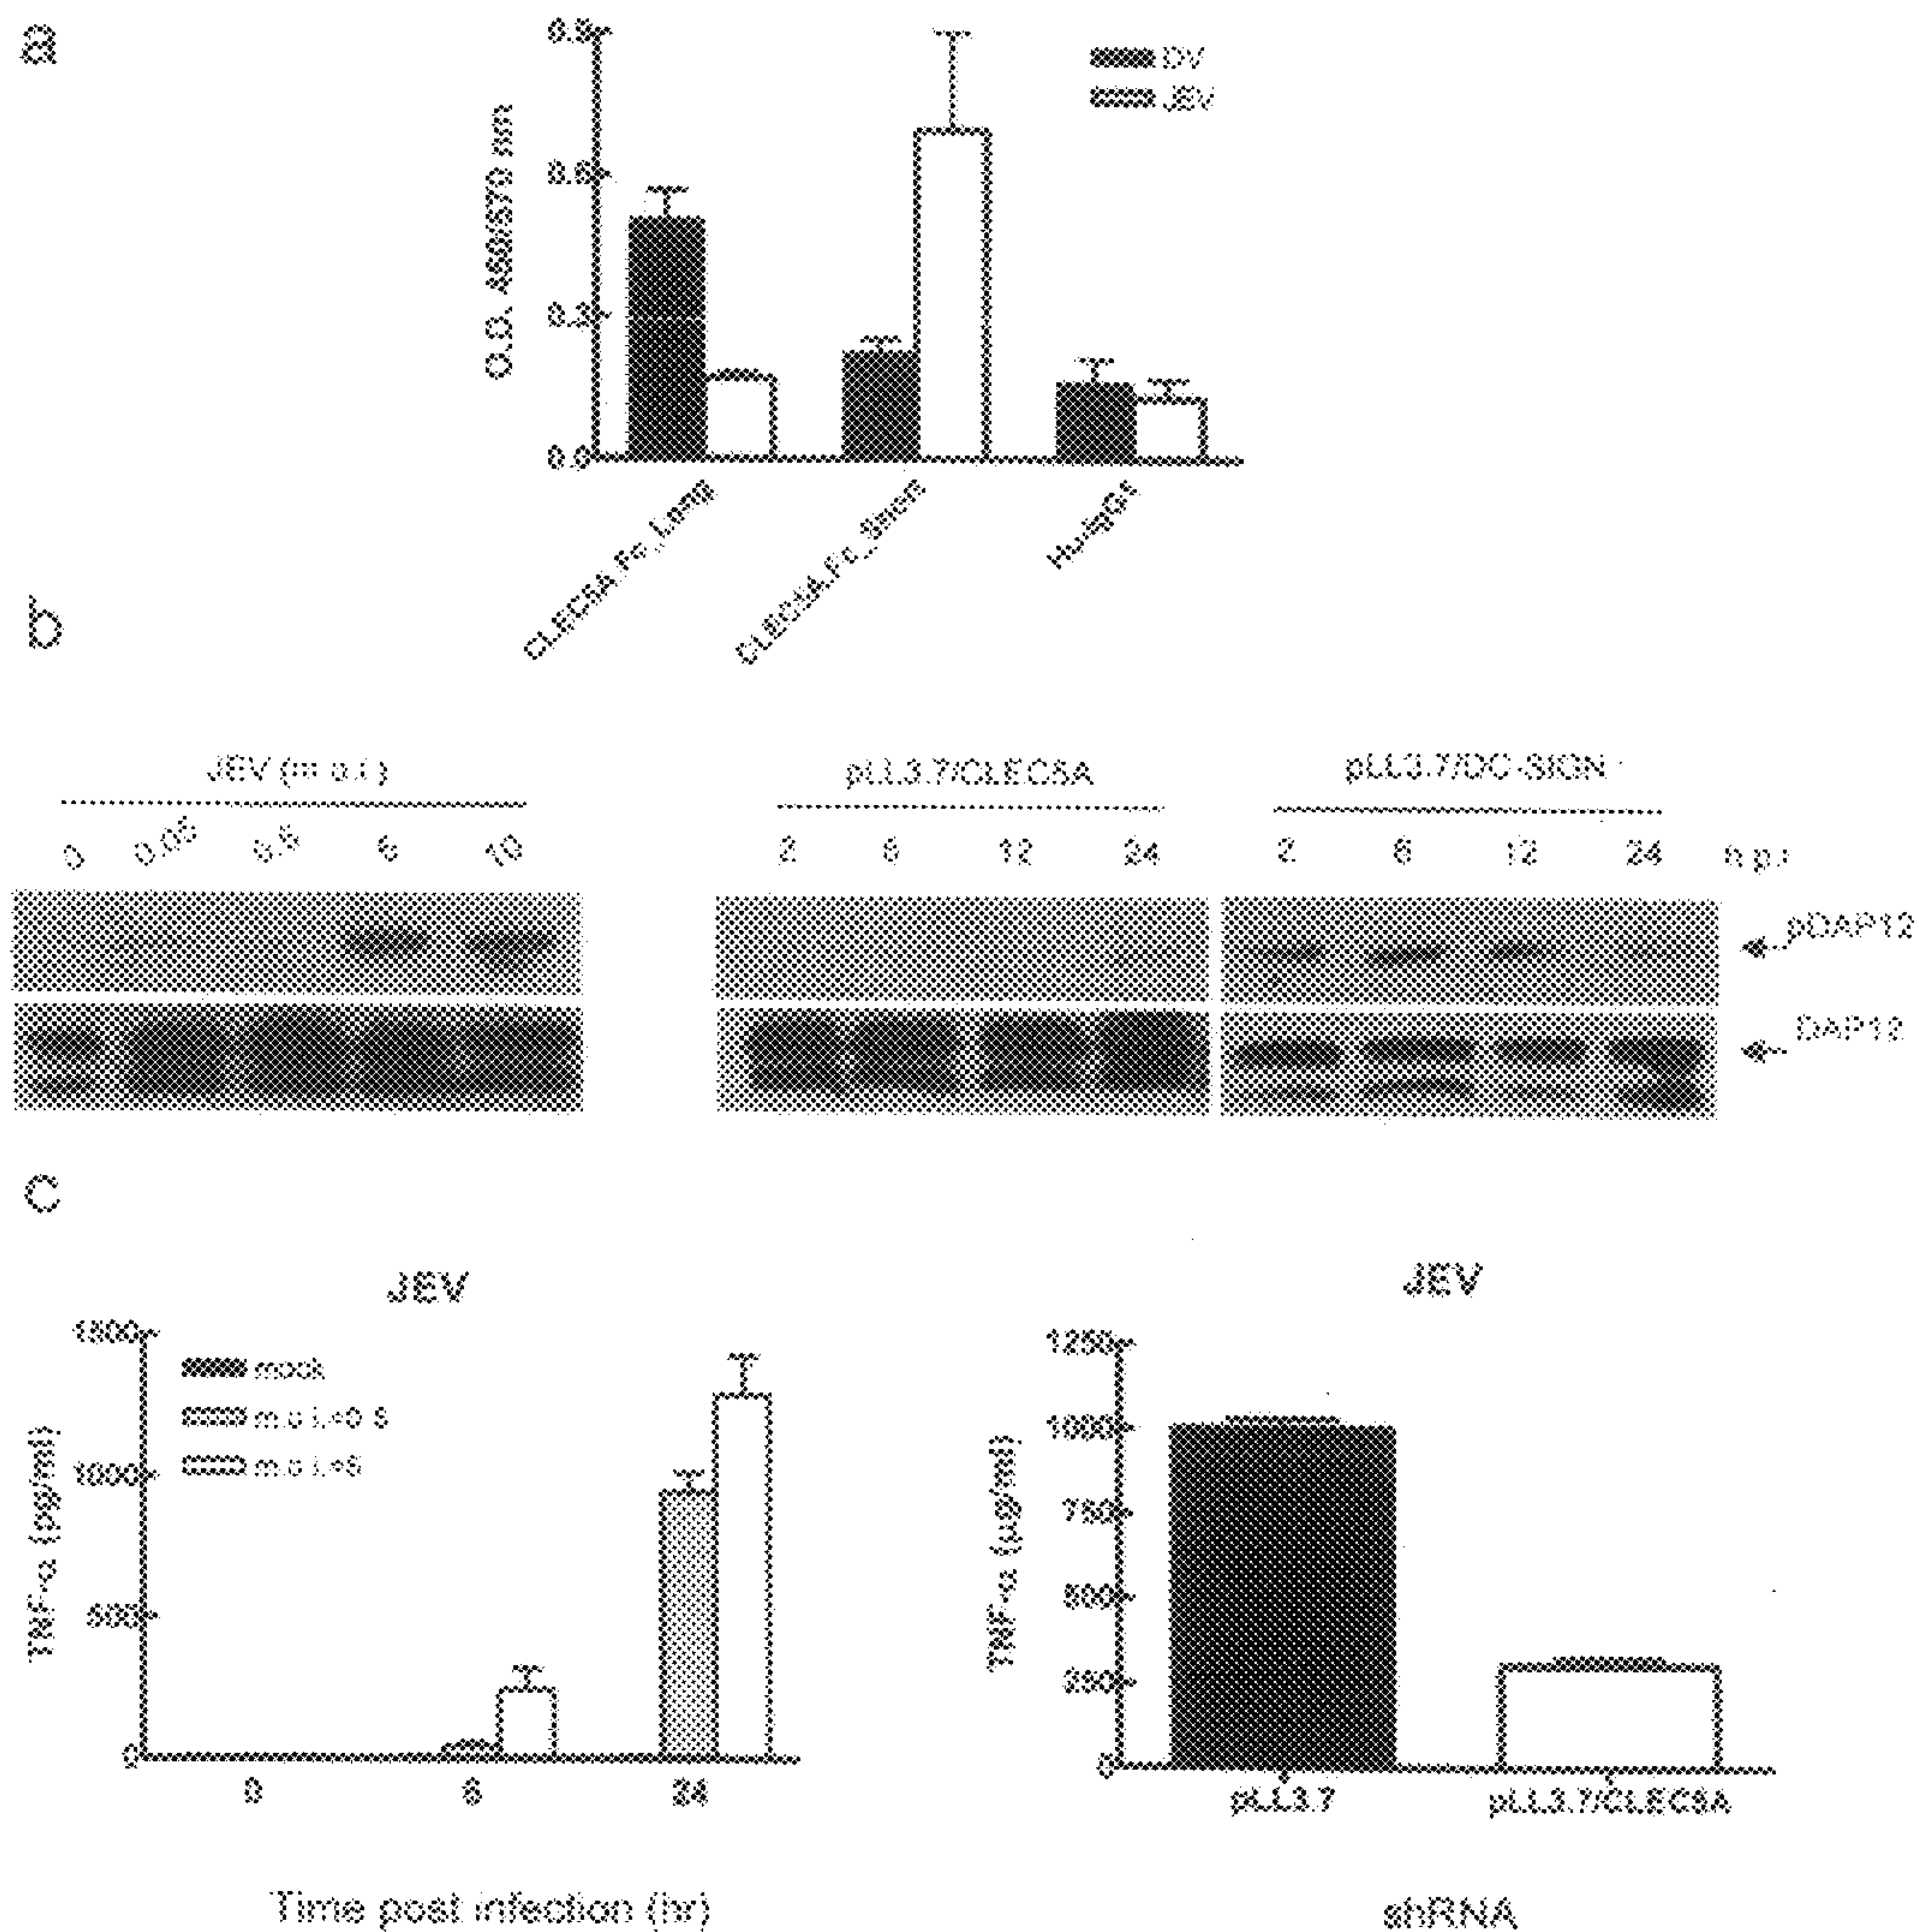 a
0.9
0.6
0.3
0.0
O.D. 450/570 nm
DV
JEV
CLEC5A.Fc_Long
CLEC5A.Fc_Short
Hu-IgG1
b
JEV (m.o.i.)
pLL3.7/CLEC5A
pLL3.7/DC-SIGN
0 0.05 0.5 5 10
2 6 12 24
2 6 12 24
h.p.i
pDAP12
DAP12
c
JEV
1500
1000
500
0
TNF-α (pg/ml)
mock
m.o.i.=0.5
m.o.i.=5
0 6 24
Time post infection (hr)
JEV
1250
1000
750
500
250
0
TNF-α (µg/ml)
pLL3.7
pLL3.7/CLEC5A
shRNA